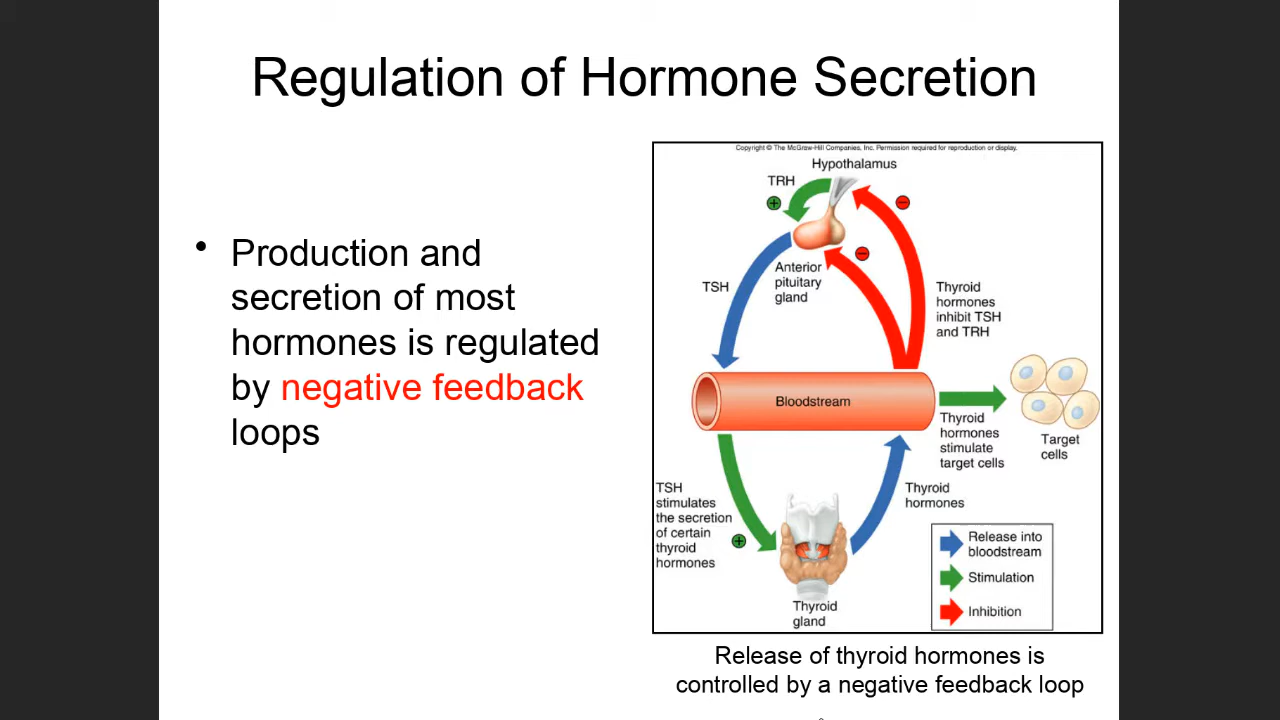 Regulation of Hormone Secretion
• Production and
secretion of most
hormones is regulated
by negative feedback
loops
Copyright © The McGraw-Hill Companies, Inc. Permission required for reproduction or display.
Hypothalamus
TRH
+
−
−
Anterior
pituitary
gland
TSH
Thyroid
hormones
inhibit TSH
and TRH
Bloodstream
Thyroid
hormones
stimulate
target cells
Target
cells
TSH
stimulates
the secretion
of certain
thyroid
hormones
+
Thyroid
hormones
Thyroid
gland
Release into
bloodstream
Stimulation
Inhibition
Release of thyroid hormones is
controlled by a negative feedback loop